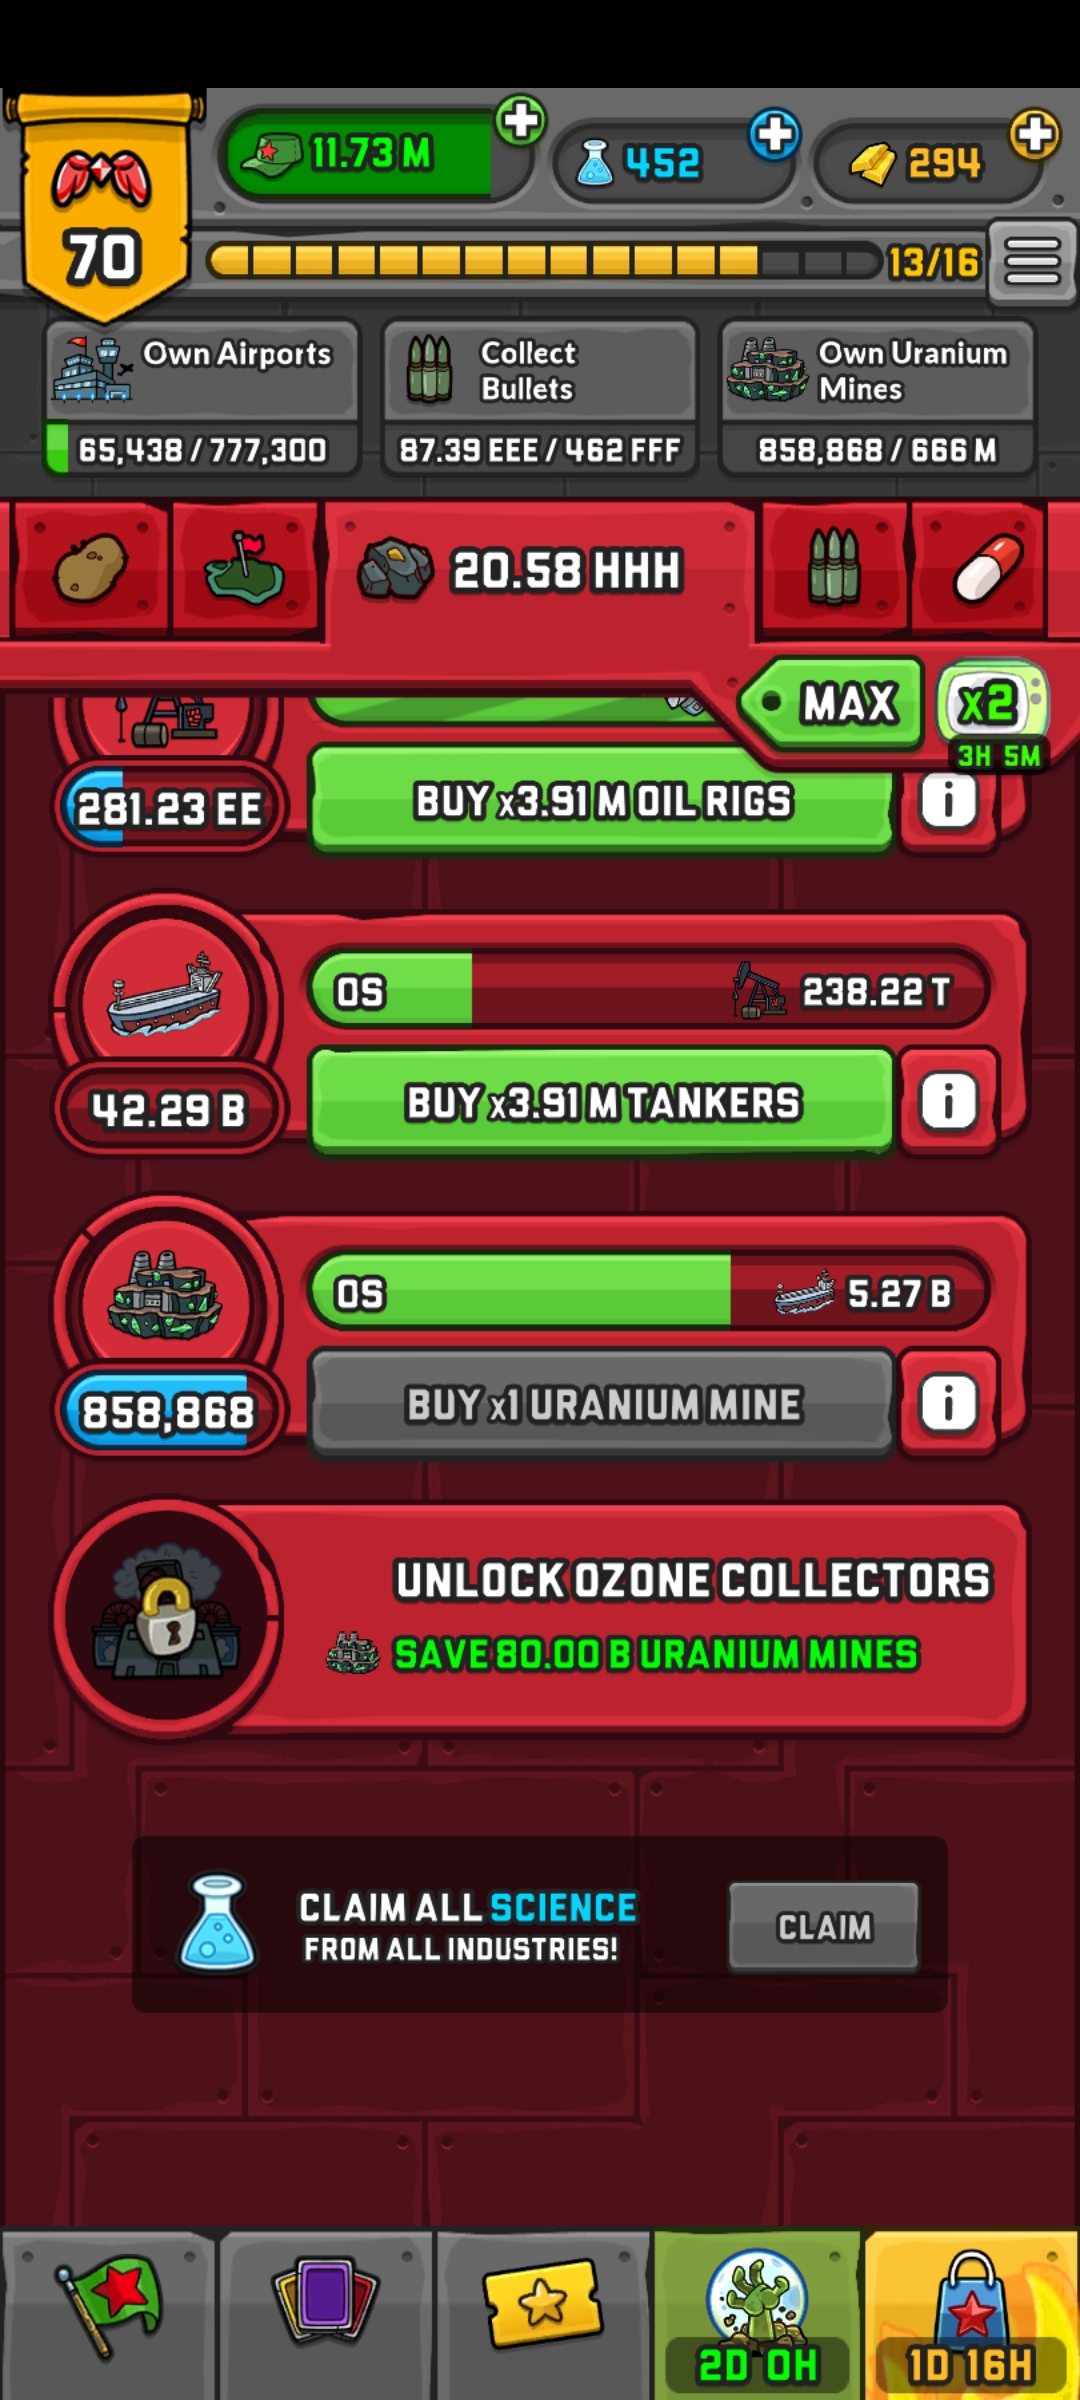 11.73 M
452
294
70
13/16
Own Airports
65,438 / 777,300
Collect
Bullets
87.39 EEE / 462 FFF
Own Uranium
Mines
858,868 / 666 M
20.58 HHH
MAX
x2
3H 5M
281.23 EE
BUY x3.91 M OIL RIGS
i
0S
238.22 T
42.29 B
BUY x3.91 M TANKERS
i
0S
5.27 B
858,868
BUY x1 URANIUM MINE
i
UNLOCK OZONE COLLECTORS
SAVE 80.00 B URANIUM MINES
CLAIM ALL SCIENCE
FROM ALL INDUSTRIES!
CLAIM
2D 0H
1D 16H